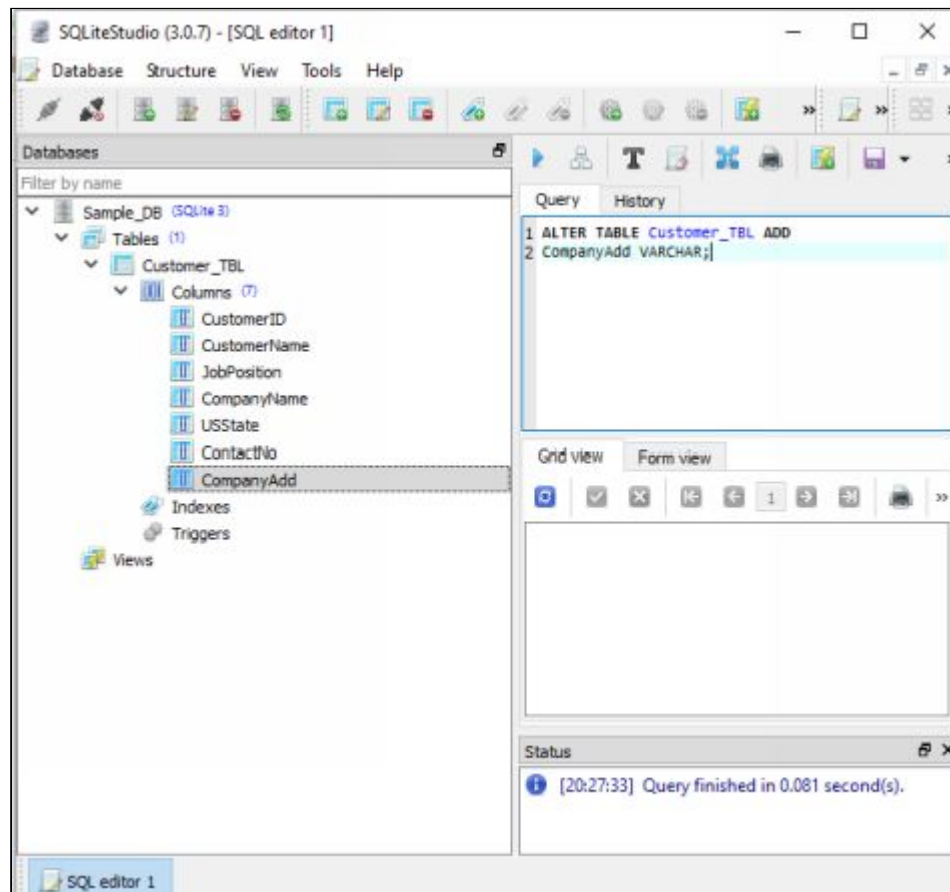 SQLiteStudio (3.0.7) - [SQL editor 1]
Database Structure View Tools Help
Databases
Filter by name
Sample_DB (SQLite 3)
Tables (1)
Customer_TBL
Columns (7)
CustomerID
CustomerName
JobPosition
CompanyName
USState
ContactNo
CompanyAdd
Indexes
Triggers
Views
Query History
1 ALTER TABLE Customer_TBL ADD
2 CompanyAdd VARCHAR;
Grid view Form view
1
Status
[20:27:33] Query finished in 0.081 second(s).
SQL editor 1